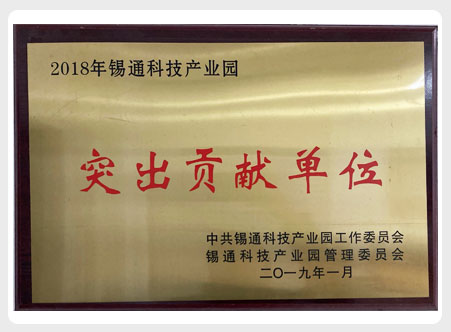 2018年锡通科技产业园
突出贡献单位
中共锡通科技产业园工作委员会
锡通科技产业园管理委员会
二〇一九年一月